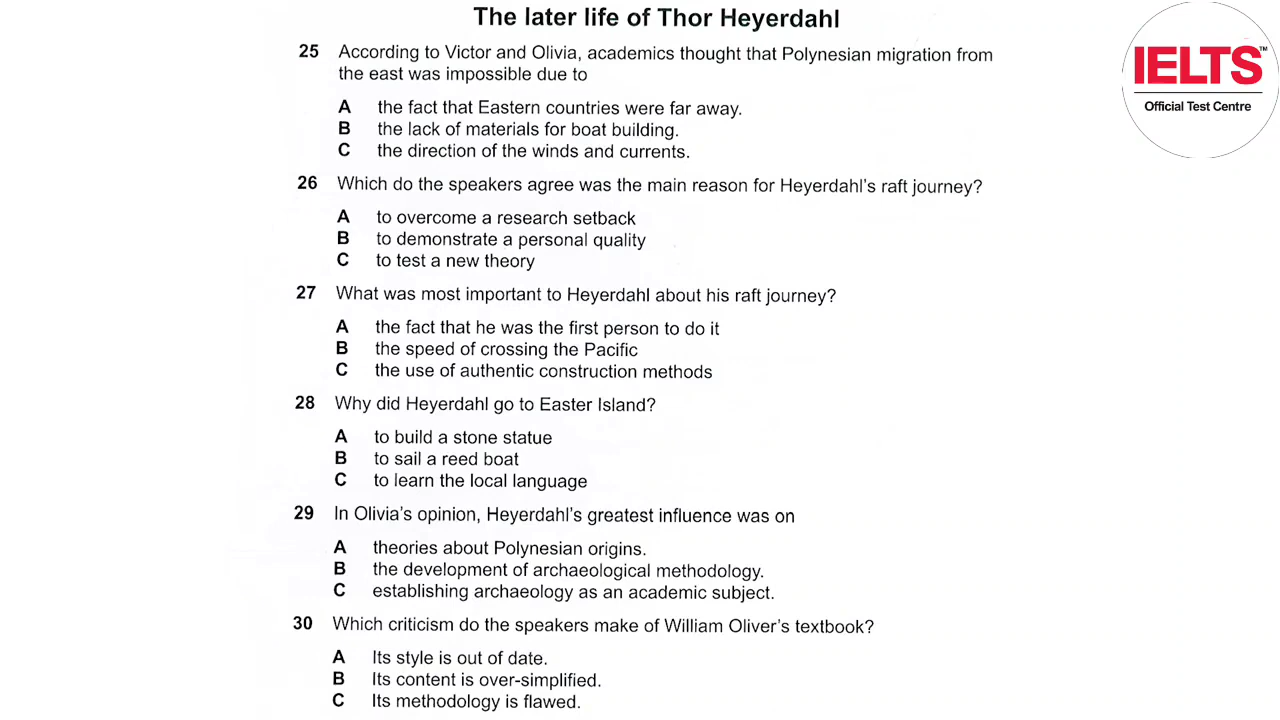 The later life of Thor Heyerdahl
IELTS™
Official Test Centre
25 According to Victor and Olivia, academics thought that Polynesian migration from
the east was impossible due to
A the fact that Eastern countries were far away.
B the lack of materials for boat building.
C the direction of the winds and currents.
26 Which do the speakers agree was the main reason for Heyerdahl's raft journey?
A to overcome a research setback
B to demonstrate a personal quality
C to test a new theory
27 What was most important to Heyerdahl about his raft journey?
A the fact that he was the first person to do it
B the speed of crossing the Pacific
C the use of authentic construction methods
28 Why did Heyerdahl go to Easter Island?
A to build a stone statue
B to sail a reed boat
C to learn the local language
29 In Olivia's opinion, Heyerdahl's greatest influence was on
A theories about Polynesian origins.
B the development of archaeological methodology.
C establishing archaeology as an academic subject.
30 Which criticism do the speakers make of William Oliver's textbook?
A Its style is out of date.
B Its content is over-simplified.
C Its methodology is flawed.